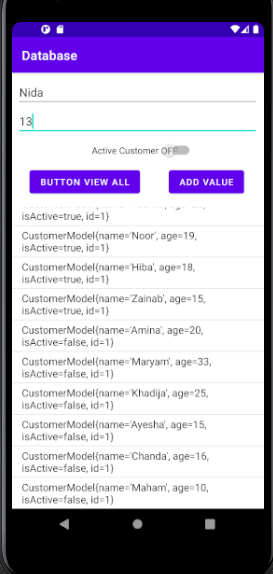 Database
Nida
13
Active Customer OFF
BUTTON VIEW ALL
ADD VALUE
isActive=true, id=1}
CustomerModel{name='Noor', age=19,
isActive=true, id=1}
CustomerModel{name='Hiba', age=18,
isActive=true, id=1}
CustomerModel{name='Zainab', age=15,
isActive=true, id=1}
CustomerModel{name='Amina', age=20,
isActive=false, id=1}
CustomerModel{name='Maryam', age=33,
isActive=false, id=1}
CustomerModel{name='Khadija', age=25,
isActive=false, id=1}
CustomerModel{name='Ayesha', age=15,
isActive=false, id=1}
CustomerModel{name='Chanda', age=16,
isActive=false, id=1}
CustomerModel{name='Maham', age=10,
isActive=false, id=1}